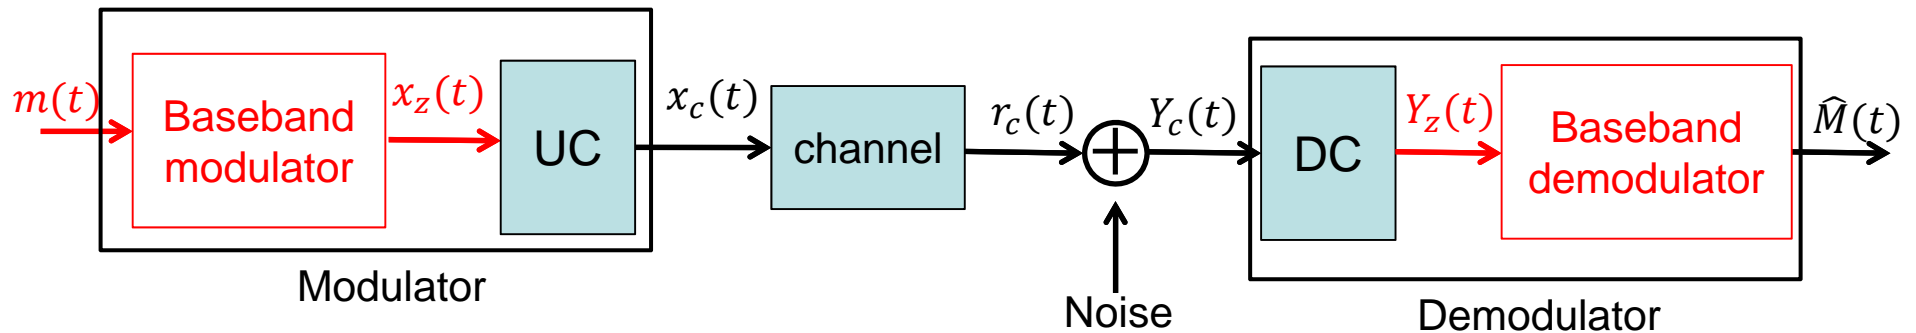 m(t)
Baseband
modulator
x_z(t)
UC
x_c(t)
channel
r_c(t)
Y_c(t)
DC
Y_z(t)
Baseband
demodulator
M̂(t)
Modulator
Noise
Demodulator